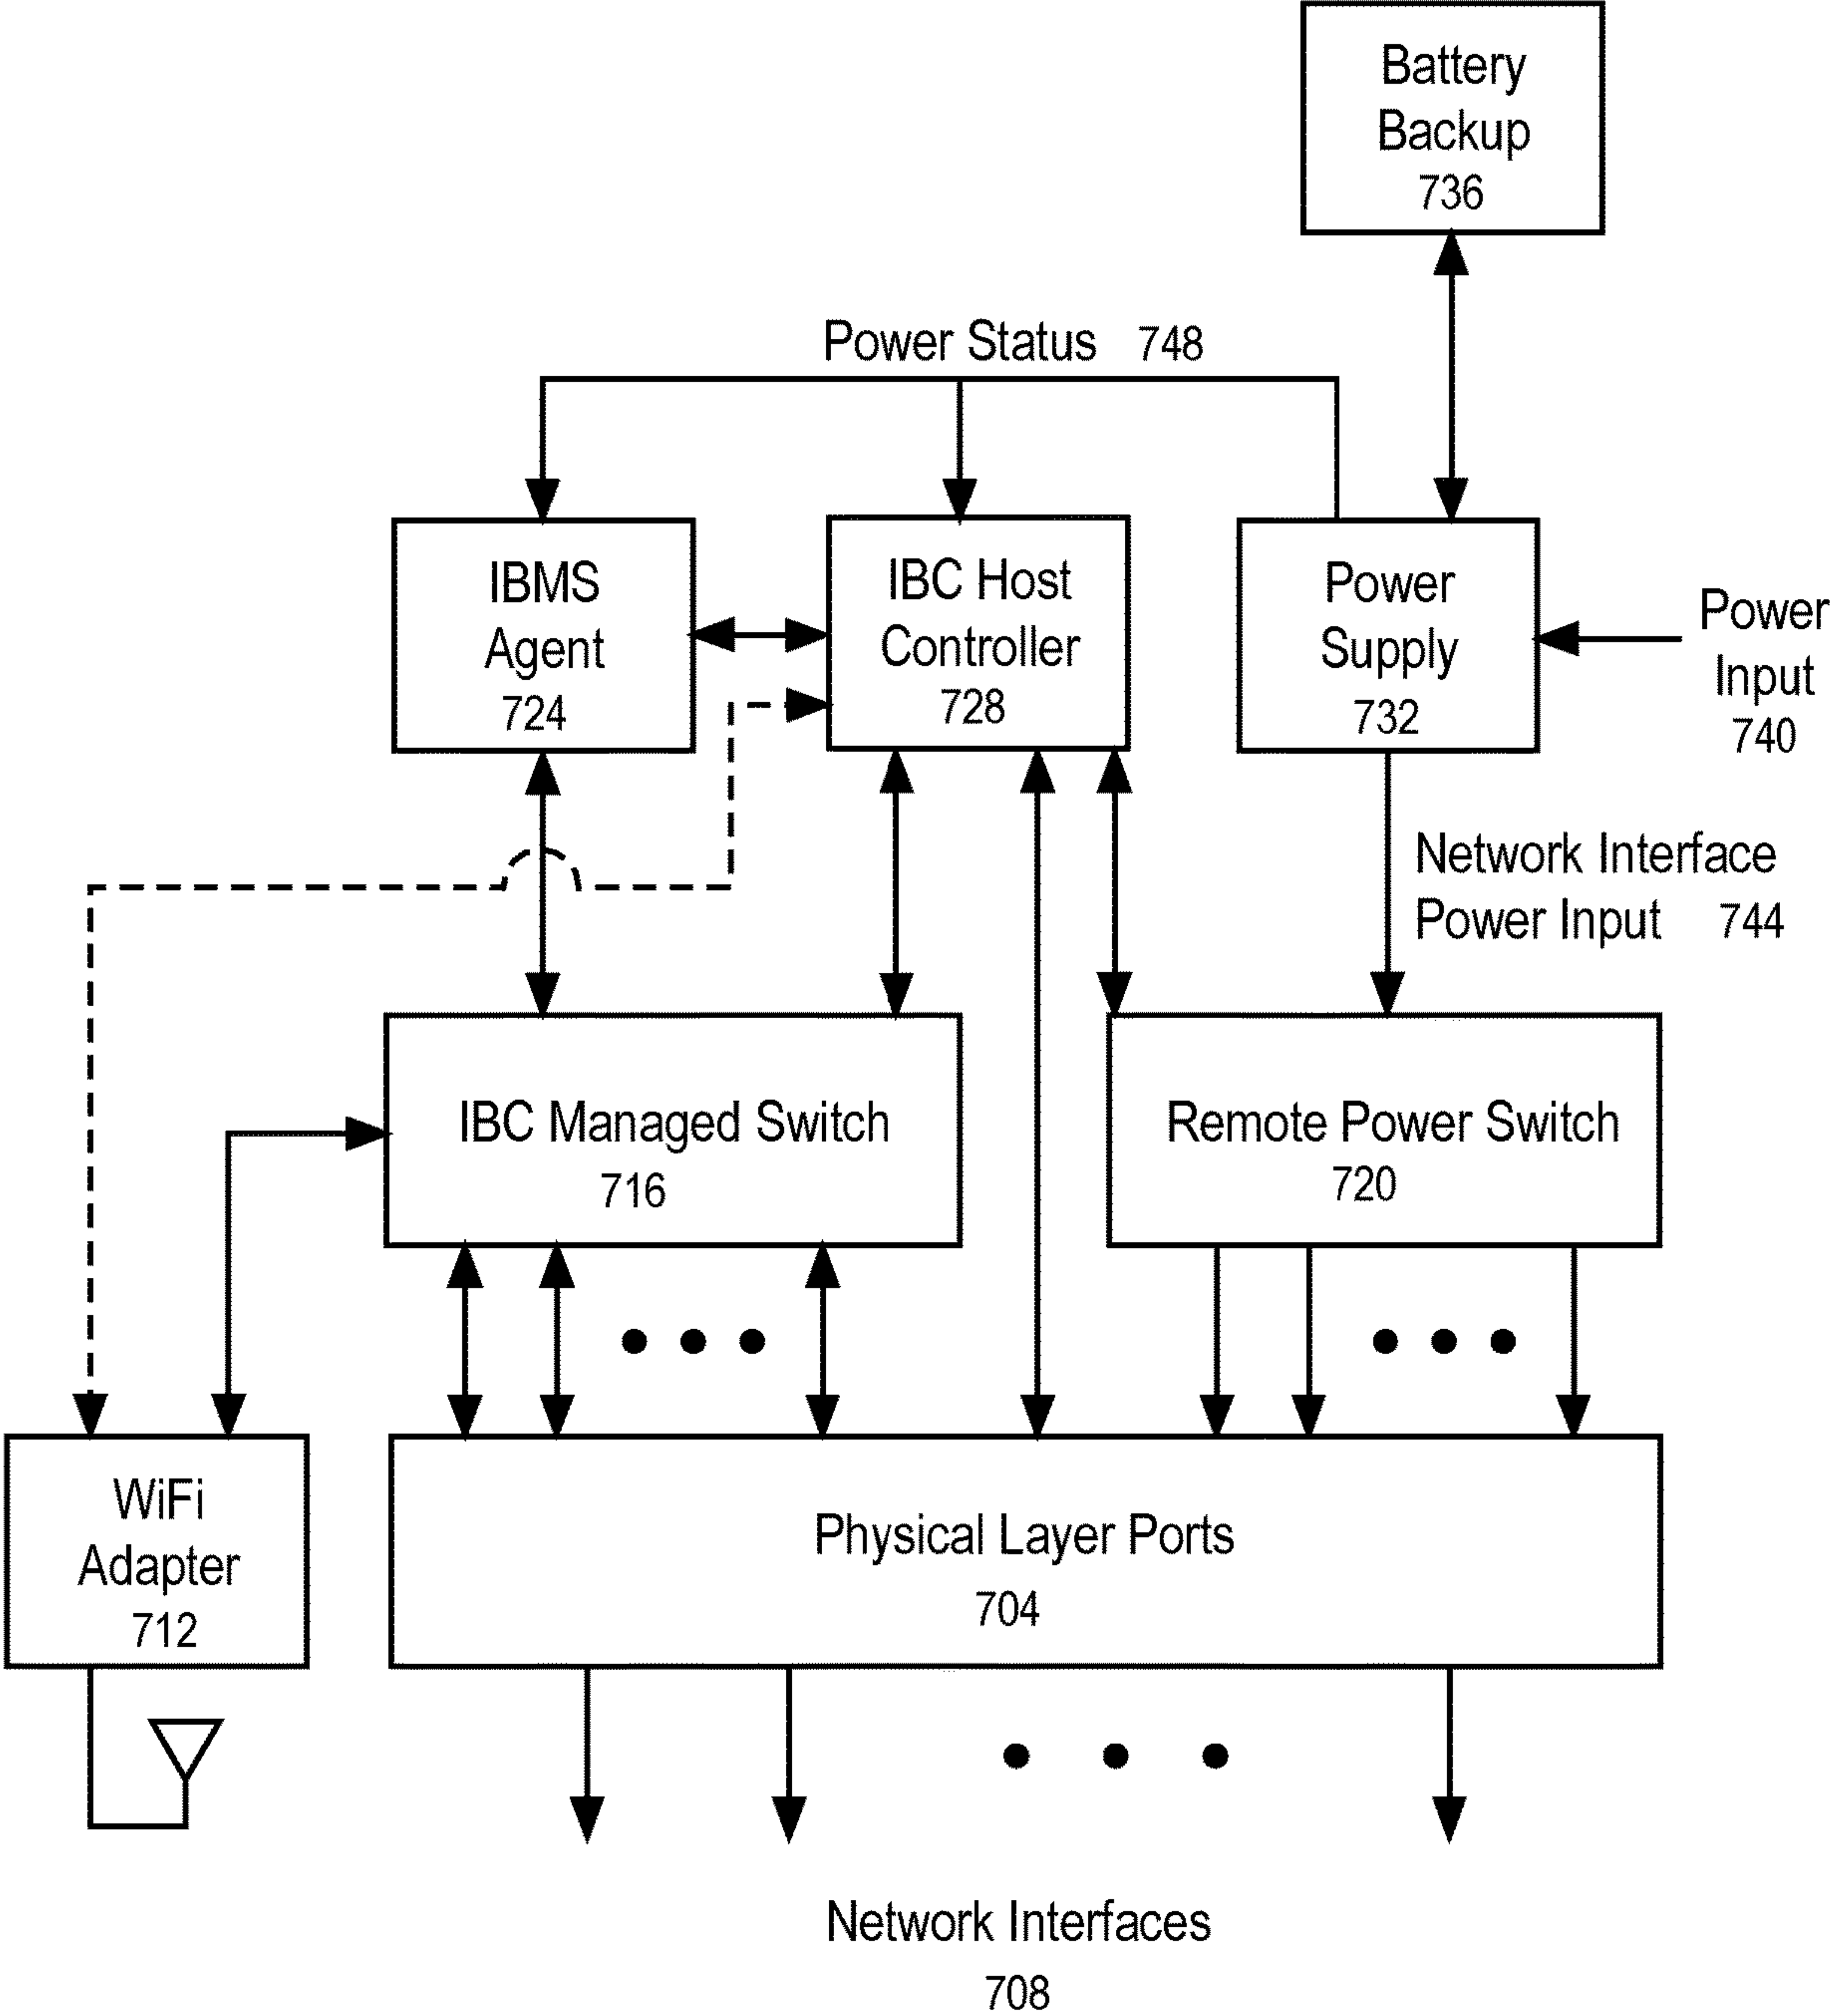 Battery
Backup
736
Power Status 748
IBMS
Agent
724
IBC Host
Controller
728
Power
Supply
732
Power
Input
740
Network Interface
Power Input 744
IBC Managed Switch
716
Remote Power Switch
720
WiFi
Adapter
712
Physical Layer Ports
704
Network Interfaces
708